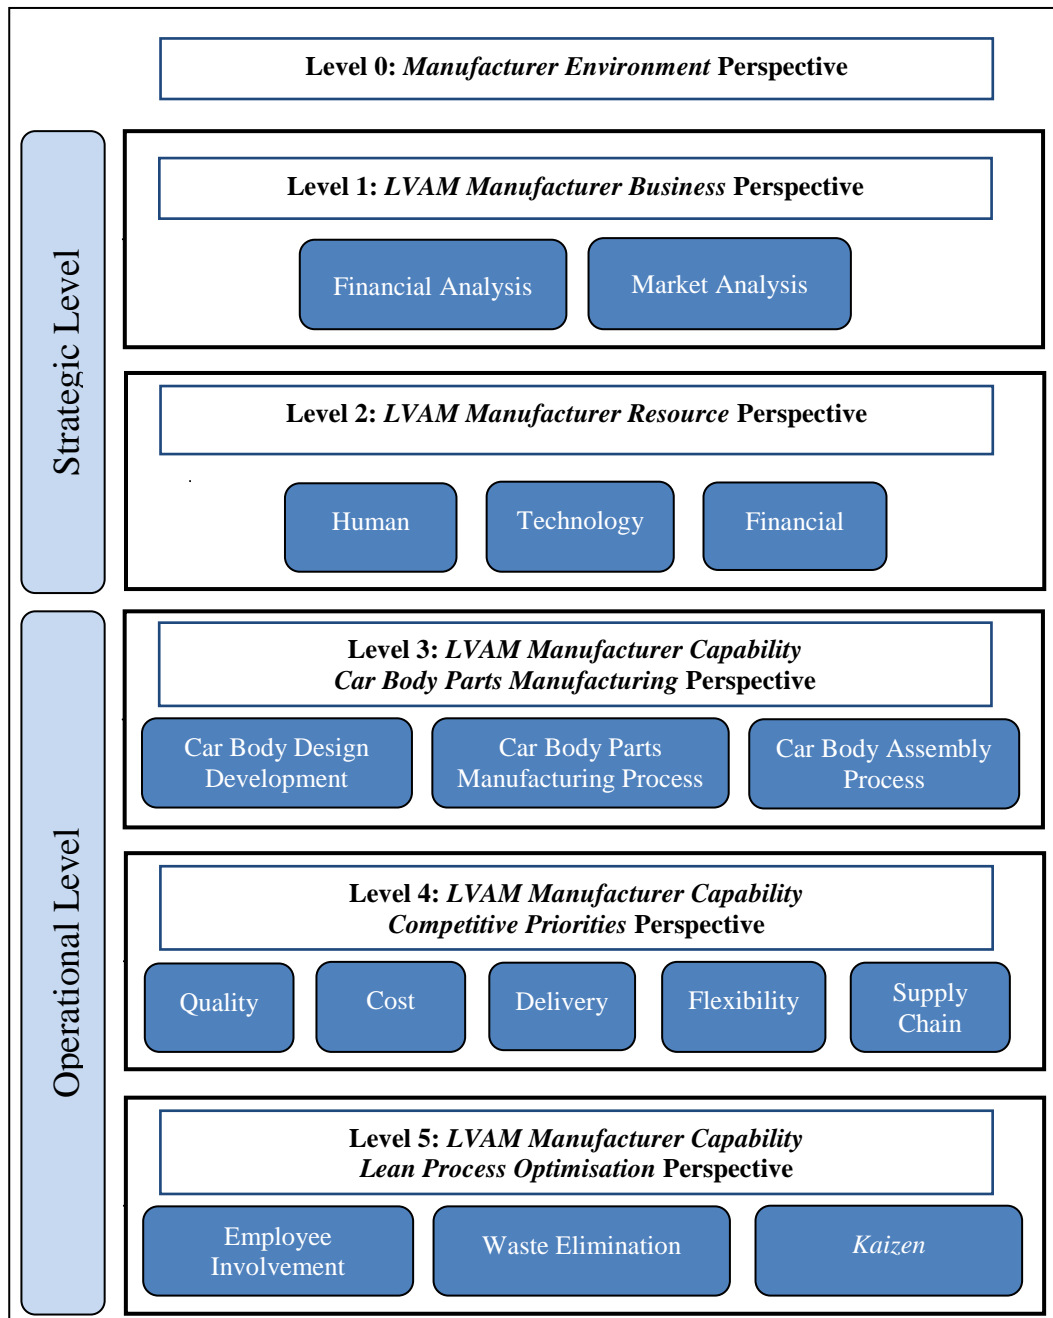 Level 0: Manufacturer Environment Perspective
Strategic Level
Level 1: LVAM Manufacturer Business Perspective
Financial Analysis
Market Analysis
Level 2: LVAM Manufacturer Resource Perspective
Human
Technology
Financial
Operational Level
Level 3: LVAM Manufacturer Capability
Car Body Parts Manufacturing Perspective
Car Body Design
Development
Car Body Parts
Manufacturing Process
Car Body Assembly
Process
Level 4: LVAM Manufacturer Capability
Competitive Priorities Perspective
Quality
Cost
Delivery
Flexibility
Supply
Chain
Level 5: LVAM Manufacturer Capability
Lean Process Optimisation Perspective
Employee
Involvement
Waste Elimination
Kaizen